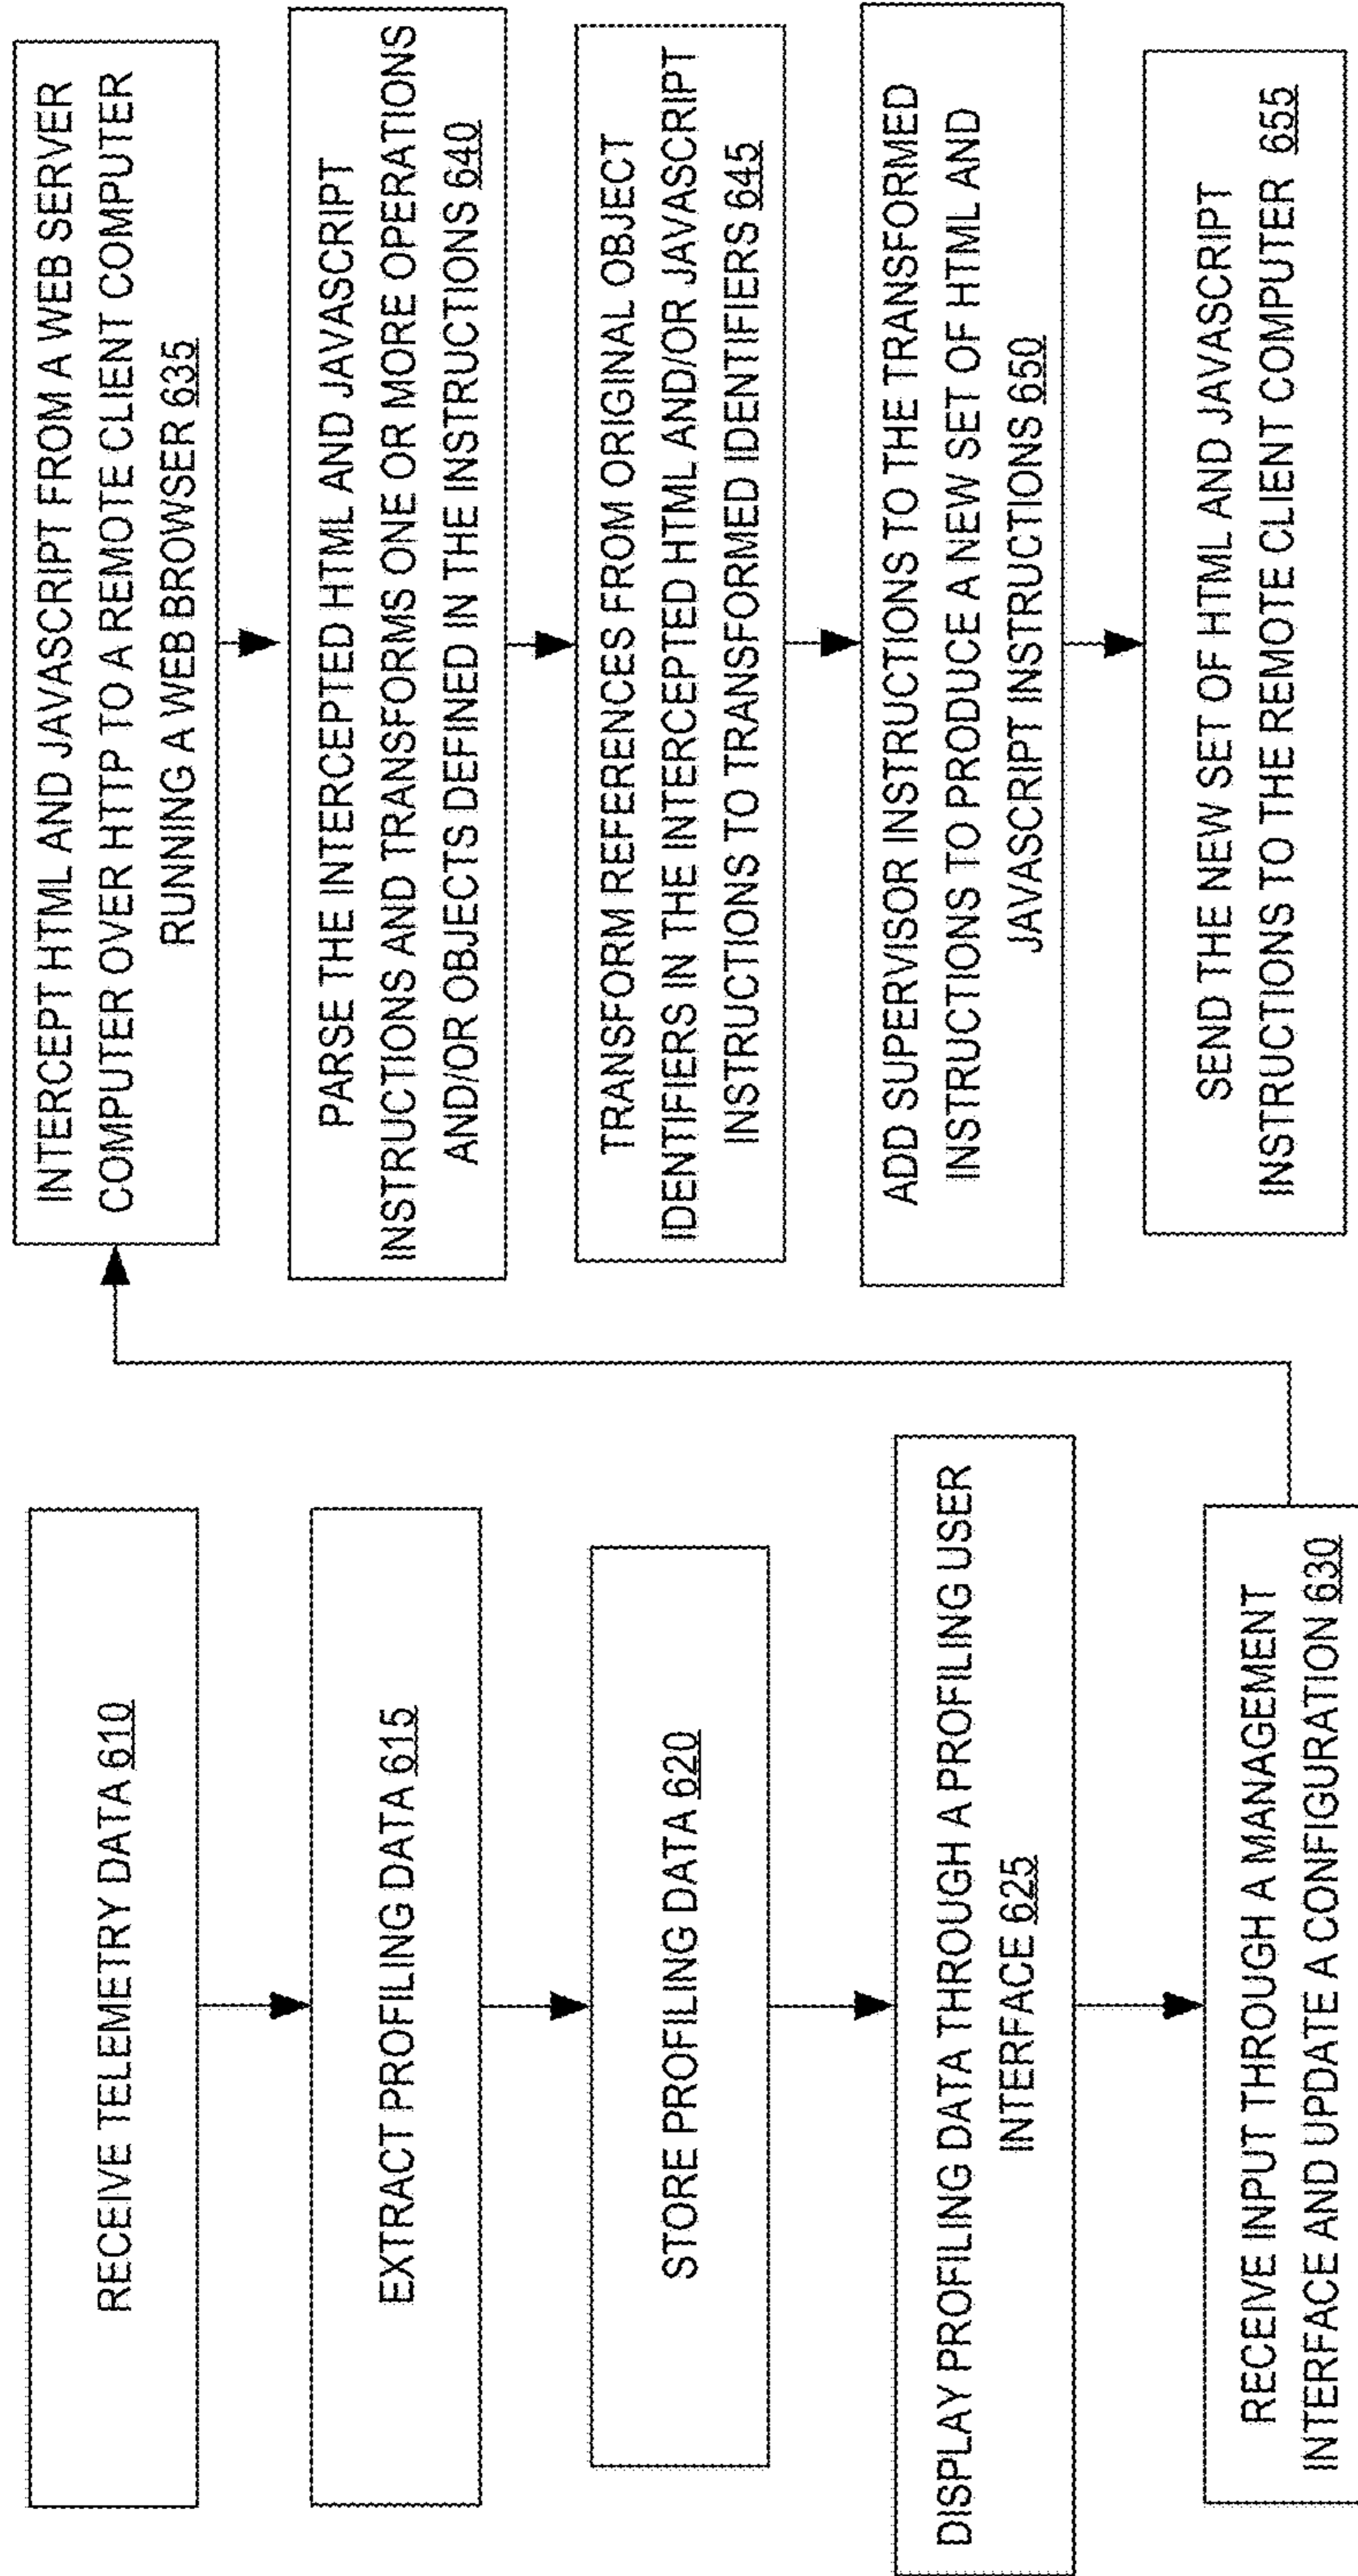 RECEIVE TELEMETRY DATA 610
EXTRACT PROFILING DATA 615
STORE PROFILING DATA 620
DISPLAY PROFILING DATA THROUGH A PROFILING USER
INTERFACE 625
RECEIVE INPUT THROUGH A MANAGEMENT
INTERFACE AND UPDATE A CONFIGURATION 630
INTERCEPT HTML AND JAVASCRIPT FROM A WEB SERVER
COMPUTER OVER HTTP TO A REMOTE CLIENT COMPUTER
RUNNING A WEB BROWSER 635
PARSE THE INTERCEPTED HTML AND JAVASCRIPT
INSTRUCTIONS AND TRANSFORMS ONE OR MORE OPERATIONS
AND/OR OBJECTS DEFINED IN THE INSTRUCTIONS 640
TRANSFORM REFERENCES FROM ORIGINAL OBJECT
IDENTIFIERS IN THE INTERCEPTED HTML AND/OR JAVASCRIPT
INSTRUCTIONS TO TRANSFORMED IDENTIFIERS 645
ADD SUPERVISOR INSTRUCTIONS TO THE TRANSFORMED
INSTRUCTIONS TO PRODUCE A NEW SET OF HTML AND
JAVASCRIPT INSTRUCTIONS 650
SEND THE NEW SET OF HTML AND JAVASCRIPT
INSTRUCTIONS TO THE REMOTE CLIENT COMPUTER 655